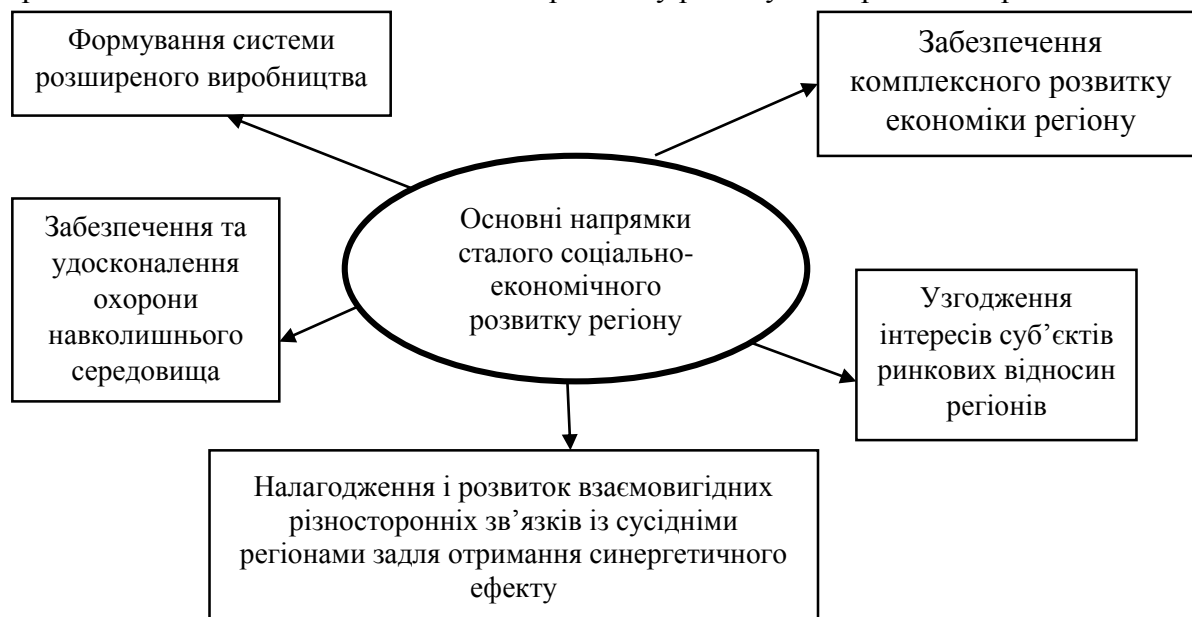 Формування системи
розширеного виробництва
Забезпечення
комплексного розвитку
економіки регіону
Основні напрямки
сталого соціально-
економічного
розвитку регіону
Забезпечення та
удосконалення
охорони
навколишнього
середовища
Узгодження
інтересів суб’єктів
ринкових відносин
регіонів
Налагодження і розвиток взаємовигідних
різносторонніх зв’язків із сусідніми
регіонами задля отримання синергетичного
ефекту